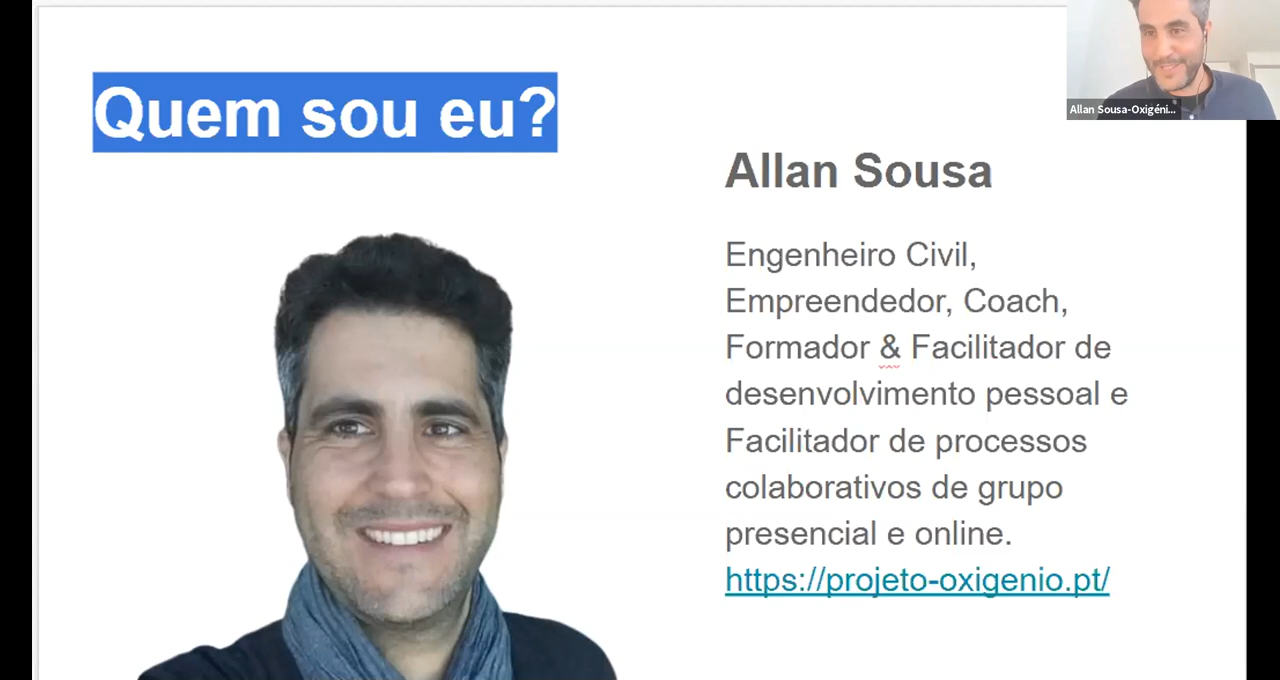 Quem sou eu?
Allan Sousa-Oxigéni...
Allan Sousa
Engenheiro Civil,
Empreendedor, Coach,
Formador & Facilitador de
desenvolvimento pessoal e
Facilitador de processos
colaborativos de grupo
presencial e online.
https://projeto-oxigenio.pt/